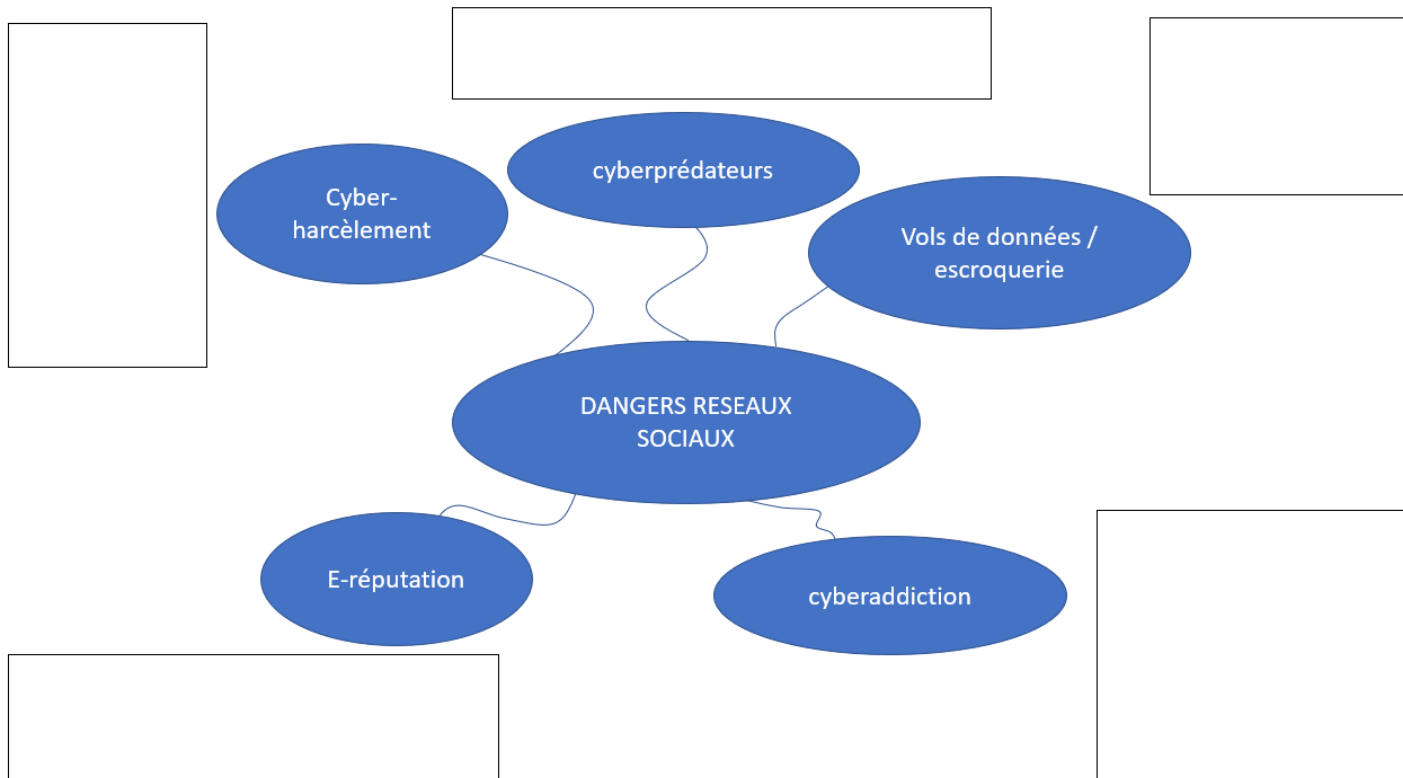 cyberprédateurs
Cyber-
harcèlement
Vols de données /
escroquerie
DANGERS RESEAUX
SOCIAUX
E-réputation
cyberaddiction